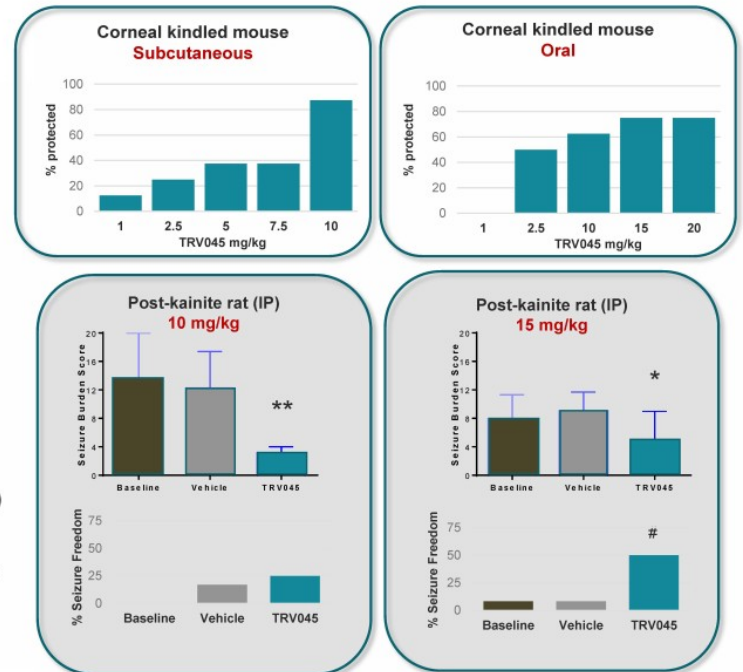 Corneal kindled mouse
Subcutaneous
% protected
100
80
60
40
20
0
1 2.5 5 7.5 10
TRV045 mg/kg
Corneal kindled mouse
Oral
% protected
100
80
60
40
20
0
1 2.5 10 15 20
TRV045 mg/kg
Post-kainite rat (IP)
10 mg/kg
Seizure Burden Score
20
16
12
8
4
0
**
Baseline Vehicle TRV045
% Seizure Freedom
75
50
25
0
Baseline Vehicle TRV045
Post-kainite rat (IP)
15 mg/kg
Seizure Burden Score
20
16
12
8
4
0
*
Baseline Vehicle TRV045
% Seizure Freedom
75
50
25
0
#
Baseline Vehicle TRV045